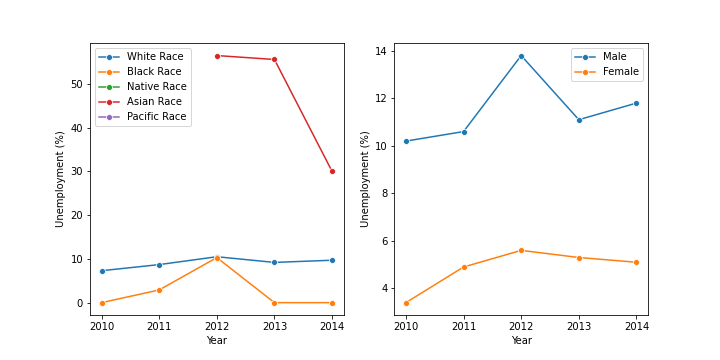 White Race
Black Race
Native Race
Asian Race
Pacific Race
Unemployment (%)
50
40
30
20
10
0
2010 2011 2012 2013 2014
Year
Male
Female
Unemployment (%)
14
12
10
8
6
4
2010 2011 2012 2013 2014
Year